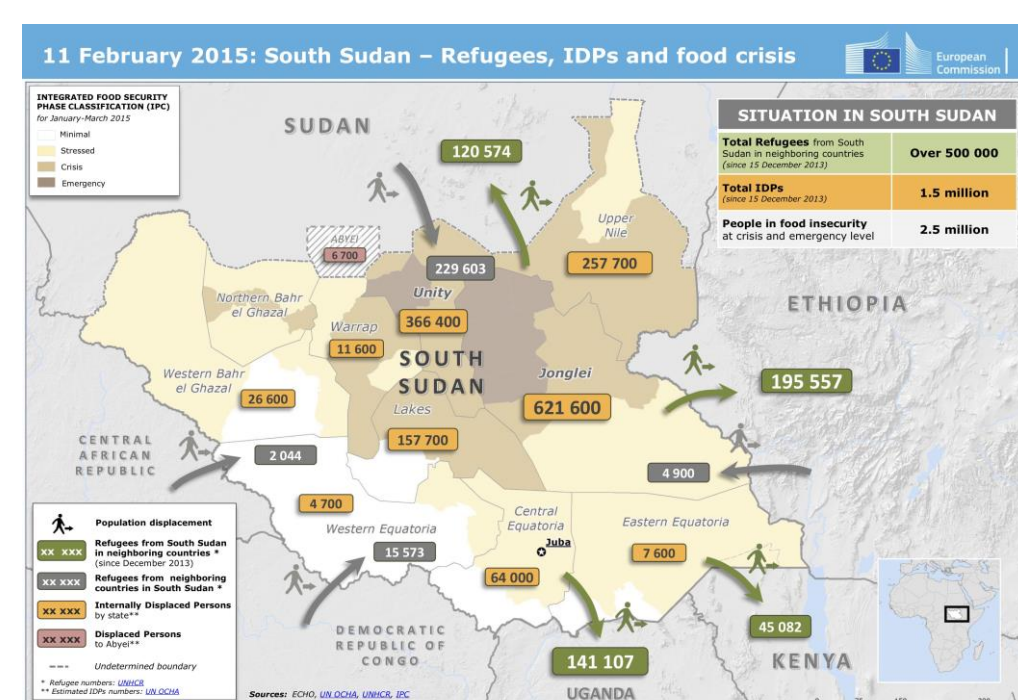 11 February 2015: South Sudan – Refugees, IDPs and food crisis
European
Commission
INTEGRATED FOOD SECURITY
PHASE CLASSIFICATION (IPC)
for January-March 2015
Minimal
Stressed
Crisis
Emergency
SITUATION IN SOUTH SUDAN
Total Refugees from South
Sudan in neighboring countries
(since 15 December 2013)
Over 500 000
Total IDPs
(since 15 December 2013)
1.5 million
People in food insecurity
at crisis and emergency level
2.5 million
SUDAN
120 574
Upper
Nile
ABYEI
6 700
229 603
257 700
Unity
Northern Bahr
el Ghazal
ETHIOPIA
Warrap
366 400
11 600
SOUTH
SUDAN
Western Bahr
el Ghazal
Jonglei
195 557
26 600
Lakes
621 600
157 700
CENTRAL
AFRICAN
REPUBLIC
2 044
4 900
4 700
Western Equatoria
Central
Equatoria
Eastern Equatoria
Juba
15 573
7 600
64 000
45 082
DEMOCRATIC
REPUBLIC OF
CONGO
141 107
KENYA
UGANDA
Population displacement
xx xxx
Refugees from South Sudan
in neighboring countries *
(since December 2013)
xx xxx
Refugees from neighboring
countries in South Sudan *
xx xxx
Internally Displaced Persons
by state**
xx xxx
Displaced Persons
to Abyei**
Undetermined boundary
* Refugee numbers: UNHCR
** Estimated IDPs numbers: UN OCHA
Sources: ECHO, UN OCHA, UNHCR, IPC